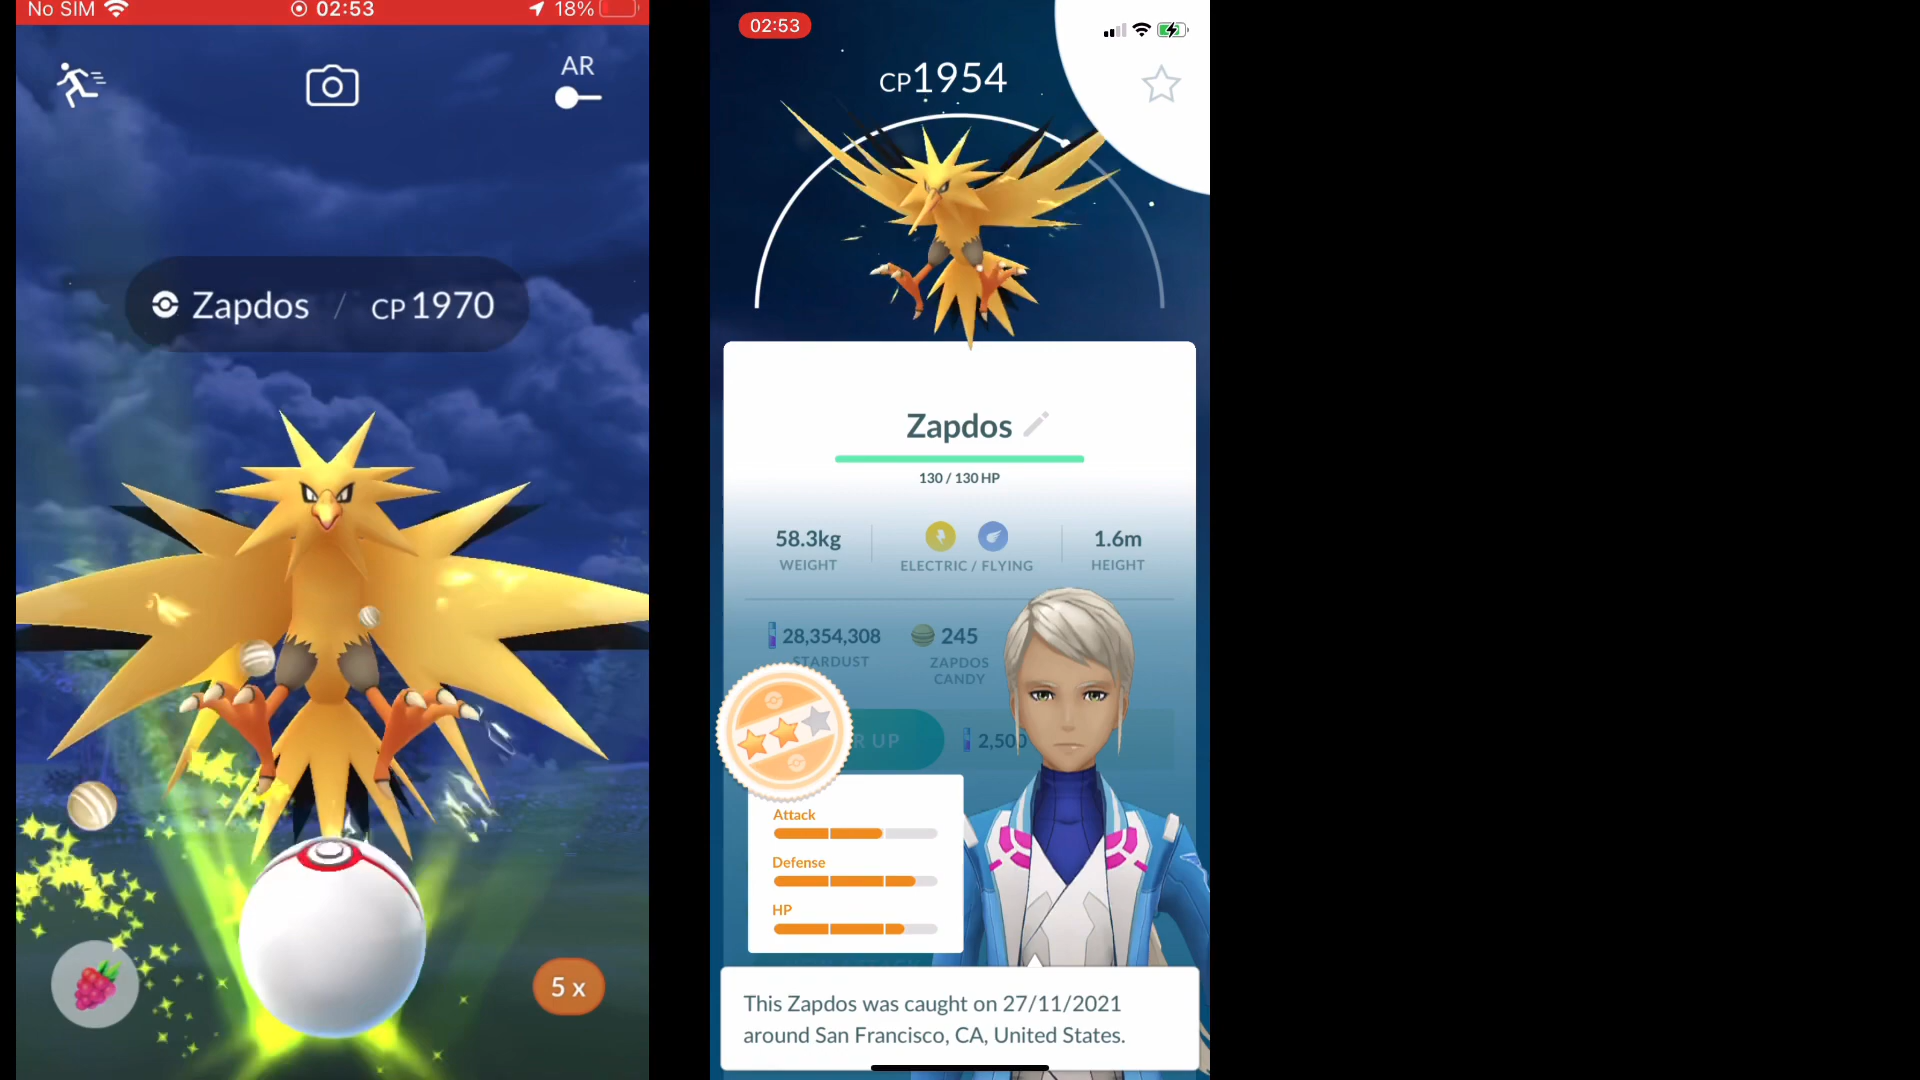 No SIM 02:53 18%
AR
Zapdos / CP1970
5 x
02:53
CP1954
Zapdos
130 / 130 HP
58.3kg
WEIGHT
ELECTRIC / FLYING
1.6m
HEIGHT
28,354,308
STARDUST
245
ZAPDOS
CANDY
R UP
2,500
Attack
Defense
HP
This Zapdos was caught on 27/11/2021
around San Francisco, CA, United States.